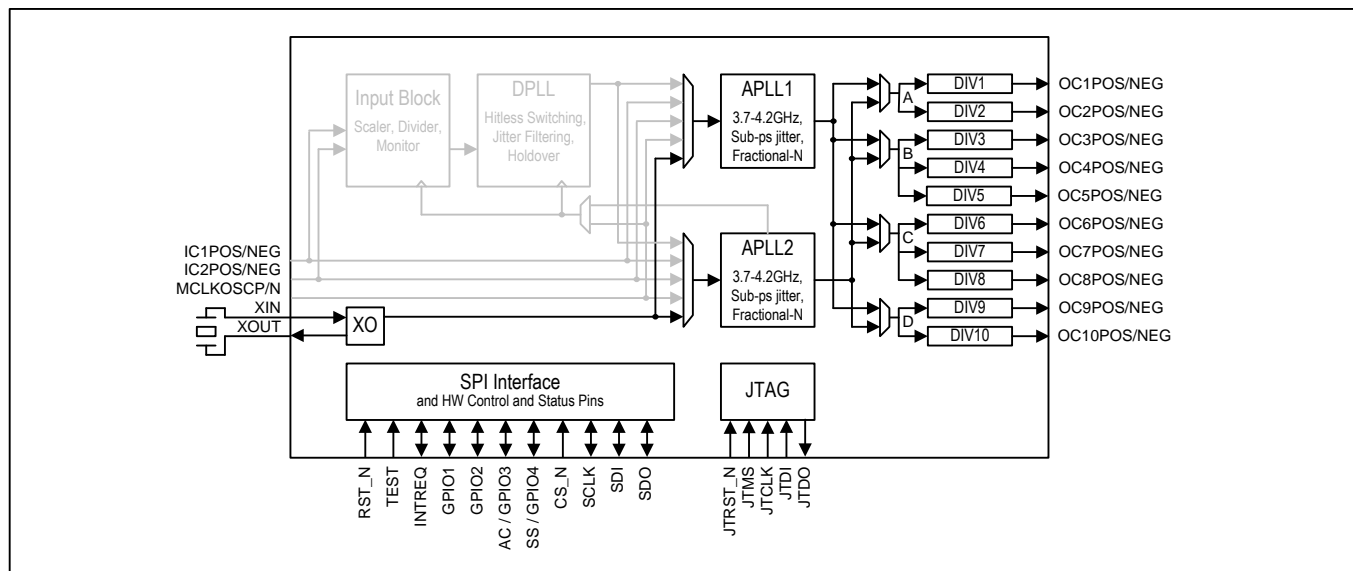 Input Block
Scaler, Divider,
Monitor
DPLL
Hitless Switching,
Jitter Filtering,
Holdover
APLL1
3.7-4.2GHz,
Sub-ps jitter,
Fractional-N
APLL2
3.7-4.2GHz,
Sub-ps jitter,
Fractional-N
A
B
C
D
DIV1
DIV2
DIV3
DIV4
DIV5
DIV6
DIV7
DIV8
DIV9
DIV10
OC1POS/NEG
OC2POS/NEG
OC3POS/NEG
OC4POS/NEG
OC5POS/NEG
OC6POS/NEG
OC7POS/NEG
OC8POS/NEG
OC9POS/NEG
OC10POS/NEG
IC1POS/NEG
IC2POS/NEG
MCLKOSCP/N
XIN
XOUT
XO
SPI Interface
and HW Control and Status Pins
JTAG
RST_N
TEST
INTREQ
GPIO1
GPIO2
AC / GPIO3
SS / GPIO4
CS_N
SCLK
SDI
SDO
JTRST_N
JTMS
JTCLK
JTDI
JTDO